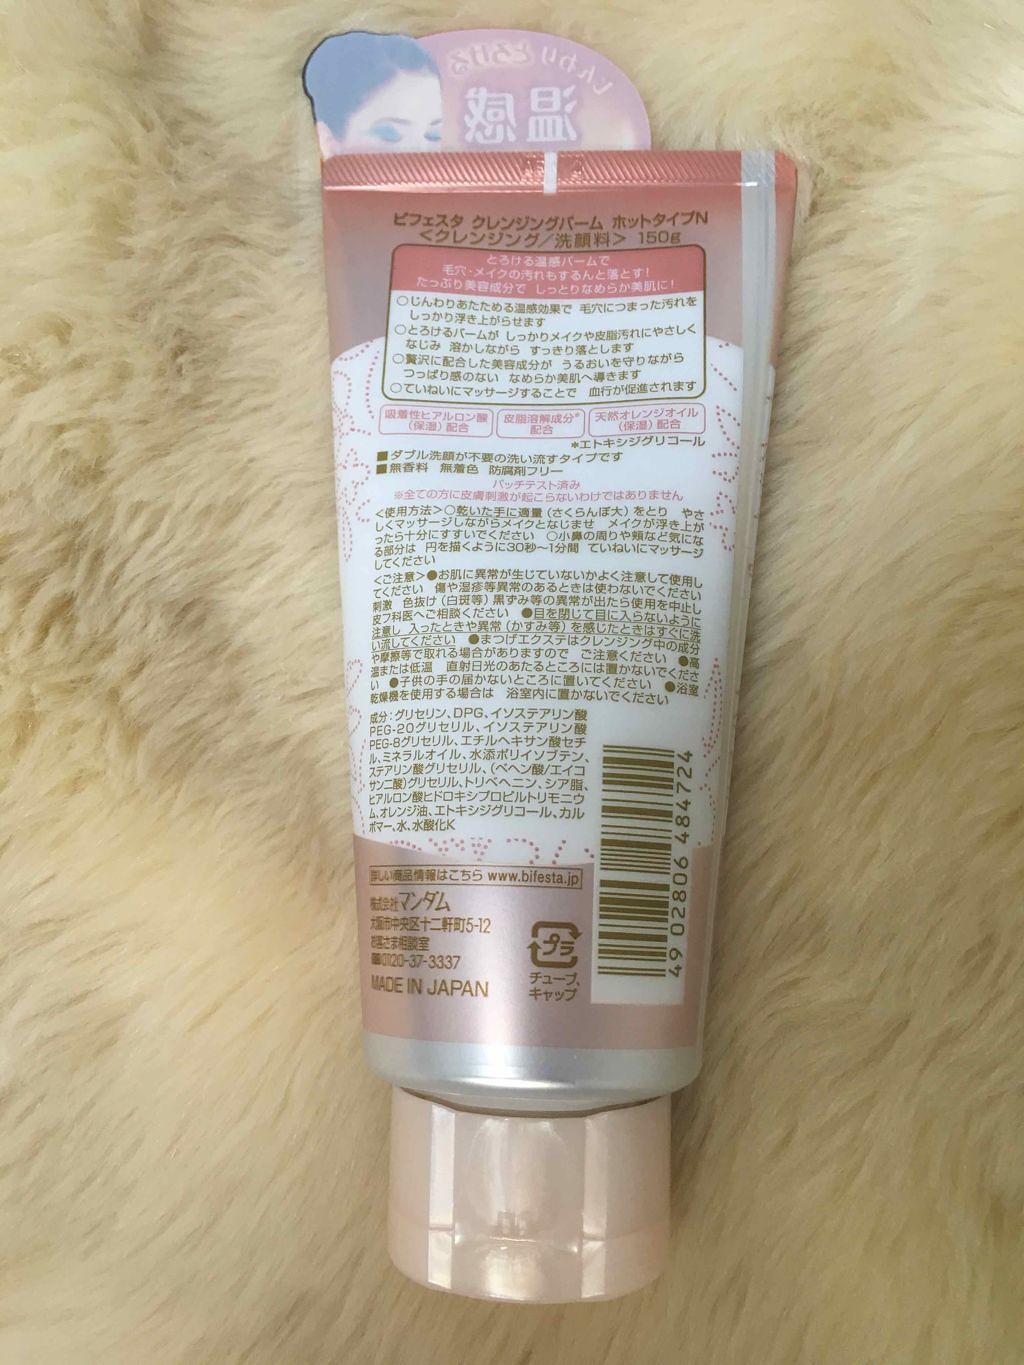 じんわりとろける
温感
ビフェスタ クレンジングバーム ホットタイプN
＜クレンジング／洗顔料＞ 150g
とろける温感バームで
毛穴・メイクの汚れもするんと落とす！
たっぷり美容成分で しっとりなめらか美肌に！
○じんわりあたためる温感効果で 毛穴につまった汚れを
しっかり浮き上がらせます
○とろけるバームが しっかりメイクや皮脂汚れにやさしく
なじみ 溶かしながら すっきり落とします
○贅沢に配合した美容成分が うるおいを守りながら
つっぱり感のない なめらか美肌へ導きます
○ていねいにマッサージすることで 血行が促進されます
吸着性ヒアルロン酸
（保湿）配合
皮脂溶解成分*
配合
天然オレンジオイル
（保湿）配合
*エトキシジグリコール
■ダブル洗顔が不要の洗い流すタイプです
■無香料 無着色 防腐剤フリー
パッチテスト済み
※全ての方に皮膚刺激が起こらないわけではありません
＜使用方法＞○乾いた手に適量（さくらんぼ大）をとり やさ
しくマッサージしながらメイクとなじませ メイクが浮き上が
ったら十分にすすいでください ○小鼻の周りや頬など気にな
る部分は 円を描くように30秒〜1分間 ていねいにマッサージ
してください
＜ご注意＞●お肌に異常が生じていないかよく注意して使用し
てください 傷や湿疹等異常のあるときは使わないでください
刺激 色抜け（白斑等）黒ずみ等の異常が出たら使用を中止し
皮フ科医へご相談ください ●目を閉じて目に入らないように
注意し 入ったときや異常（かすみ等）を感じたときはすぐに洗
い流してください ●まつげエクステはクレンジング中の成分
や摩擦等で取れる場合がありますので ご注意ください ●高
温または低温 直射日光のあたるところには置かないでくださ
い ●子供の手の届かないところに置いてください ●浴室
乾燥機を使用する場合は 浴室内に置かないでください
成分：グリセリン、DPG、イソステアリン酸
PEG-20グリセリル、イソステアリン酸
PEG-8グリセリル、エチルヘキサン酸セチ
ル、ミネラルオイル、水添ポリイソブテン、
ステアリン酸グリセリル、（ベヘン酸/エイコ
サン二酸）グリセリル、トリベヘニン、シア脂、
ヒアルロン酸ヒドロキシプロピルトリモニウ
ム、オレンジ油、エトキシジグリコール、カル
ボマー、水、水酸化K
詳しい商品情報はこちら www.bifesta.jp
株式会社マンダム
大阪市中央区十二軒町5-12
お客さま相談室
0120-37-3337
MADE IN JAPAN
プラ
チューブ、
キャップ
4902806484724